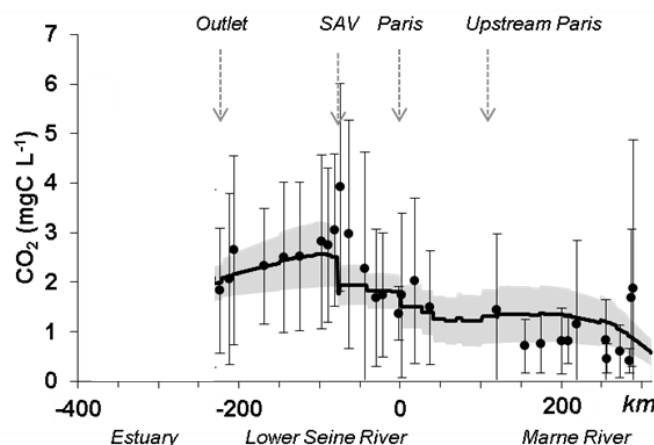 Outlet SAV Paris Upstream Paris
7
6
5
4
3
2
1
0
CO₂ (mgC L⁻¹)
-400 -200 0 200 km
Estuary Lower Seine River Marne River